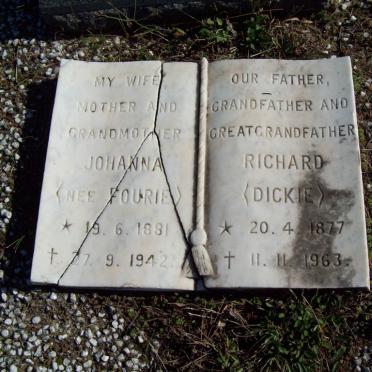 MY WIFE
MOTHER AND
GRANDMOTHER
JOHANNA
(NEE FOURIE)
* 19. 6. 1881
† 27. 9. 1942.
OUR FATHER,
GRANDFATHER AND
GREATGRANDFATHER
RICHARD
(DICKIE)
* 20. 4. 1877
† 11. 11. 1963.